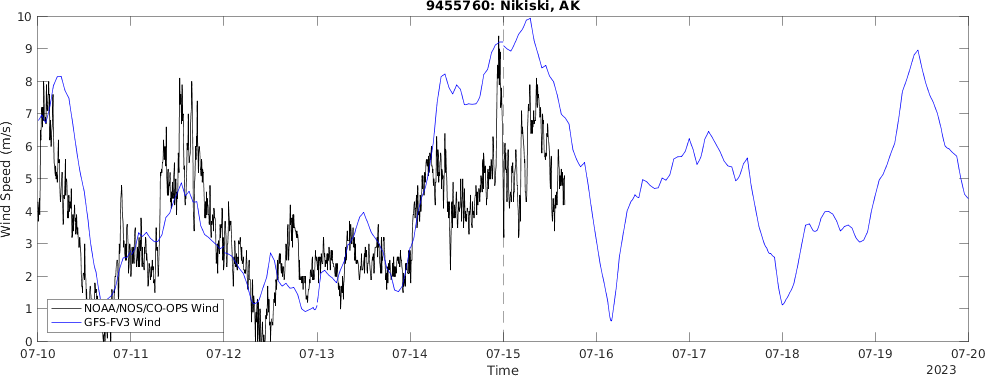 9455760: Nikiski, AK
10
9
8
7
6
5
4
3
2
1
0
Wind Speed (m/s)
NOAA/NOS/CO-OPS Wind
GFS-FV3 Wind
07-10 07-11 07-12 07-13 07-14 07-15 07-16 07-17 07-18 07-19 07-20
Time
2023